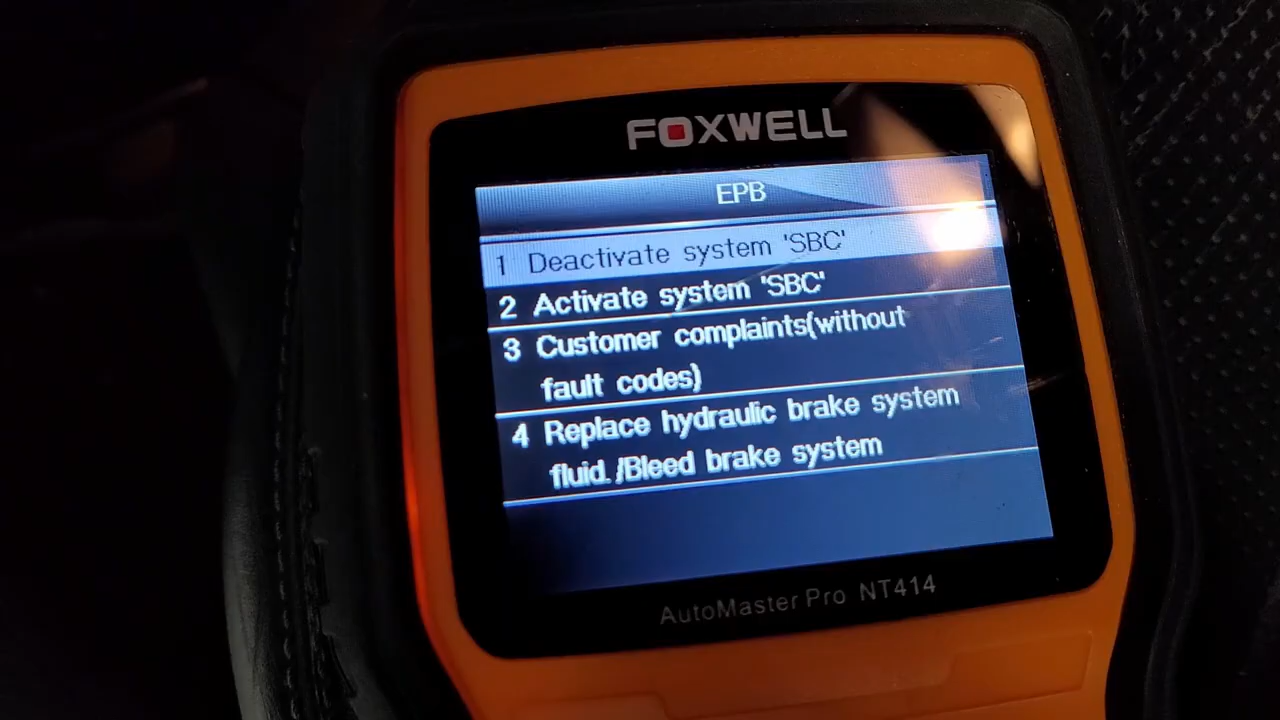 FOXWELL
EPB
1 Deactivate system 'SBC'
2 Activate system 'SBC'
3 Customer complaints(without
fault codes)
4 Replace hydraulic brake system
fluid./Bleed brake system
AutoMaster Pro NT414